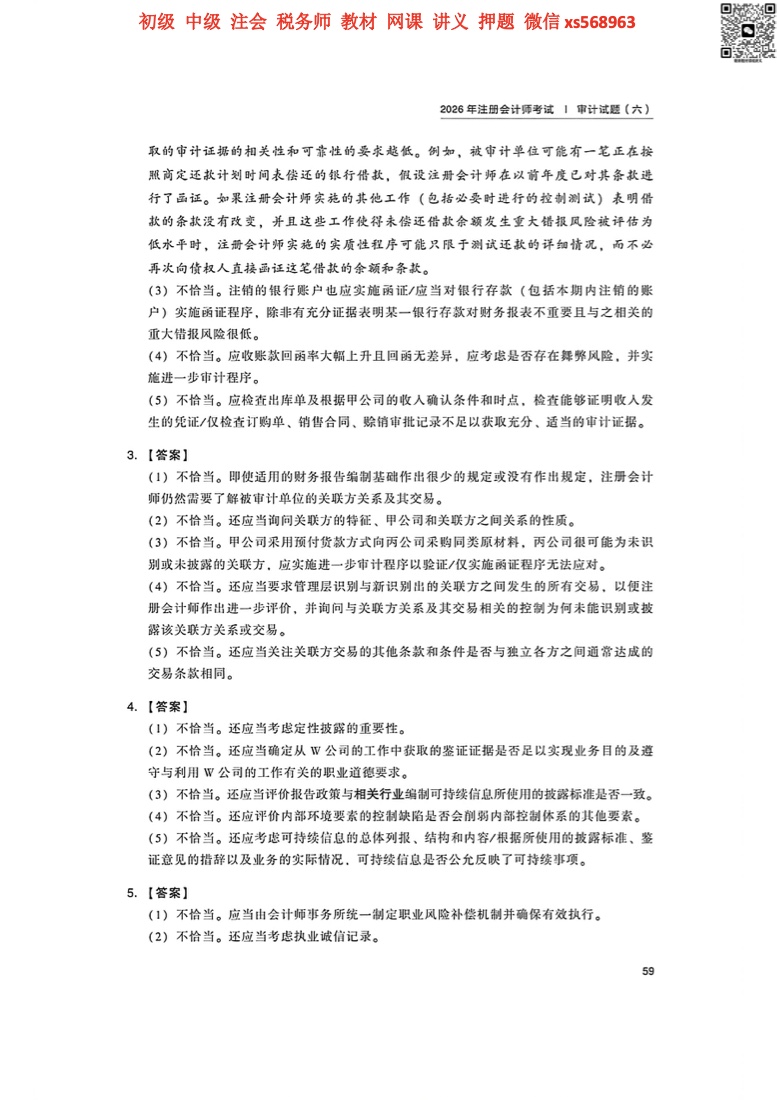 初级 中级 注会 税务师 教材 网课 讲义 押题 微信 xs568963
2026 年注册会计师考试 | 审计试题（六）
取的审计证据的相关性和可靠性的要求越低。例如，被审计单位可能有一笔正在按
照商定还款计划时间表偿还的银行借款，假设注册会计师在以前年度已对其条款进
行了函证。如果注册会计师实施的其他工作（包括必要时进行的控制测试）表明借
款的条款没有改变，并且这些工作使得未偿还借款余额发生重大错报风险被评估为
低水平时，注册会计师实施的实质性程序可能只限于测试还款的详细情况，而不必
再次向债权人直接函证这笔借款的余额和条款。
（3）不恰当。注销的银行账户也应实施函证/应当对银行存款（包括本期内注销的账
户）实施函证程序，除非有充分证据表明某一银行存款对财务报表不重要且与之相关的
重大错报风险很低。
（4）不恰当。应收账款回函率大幅上升且回函无差异，应考虑是否存在舞弊风险，并实
施进一步审计程序。
（5）不恰当。应检查出库单及根据甲公司的收入确认条件和时点，检查能够证明收入发
生的凭证/仅检查订购单、销售合同、赊销审批记录不足以获取充分、适当的审计证据。
3. 【答案】
（1）不恰当。即使适用的财务报告编制基础作出很少的规定或没有作出规定，注册会计
师仍然需要了解被审计单位的关联方关系及其交易。
（2）不恰当。还应当询问关联方的特征、甲公司和关联方之间关系的性质。
（3）不恰当。甲公司采用预付货款方式向丙公司采购同类原材料，丙公司很可能为未识
别或未披露的关联方，应实施进一步审计程序以验证/仅实施函证程序无法应对。
（4）不恰当。还应当要求管理层识别与新识别出的关联方之间发生的所有交易，以便注
册会计师作出进一步评价，并询问与关联方关系及其交易相关的控制为何未能识别或披
露该关联方关系或交易。
（5）不恰当。还应当关注关联方交易的其他条款和条件是否与独立各方之间通常达成的
交易条款相同。
4. 【答案】
（1）不恰当。还应当考虑定性披露的重要性。
（2）不恰当。还应当确定从 W 公司的工作中获取的鉴证证据是否足以实现业务目的及遵
守与利用 W 公司的工作有关的职业道德要求。
（3）不恰当。还应当评价报告政策与相关行业编制可持续信息所使用的披露标准是否一致。
（4）不恰当。还应评价内部环境要素的控制缺陷是否会削弱内部控制体系的其他要素。
（5）不恰当。还应考虑可持续信息的总体列报、结构和内容/根据所使用的披露标准、鉴
证意见的措辞以及业务的实际情况，可持续信息是否公允反映了可持续事项。
5. 【答案】
（1）不恰当。应当由会计师事务所统一制定职业风险补偿机制并确保有效执行。
（2）不恰当。还应当考虑执业诚信记录。
59